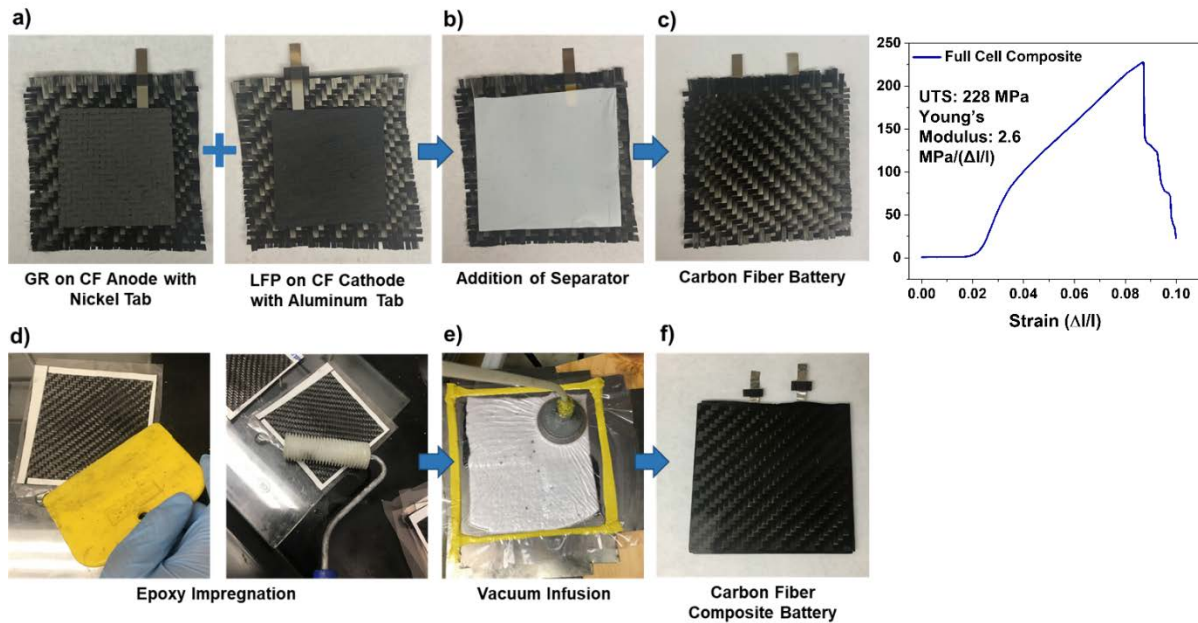 a)
b)
c)
GR on CF Anode with
Nickel Tab
LFP on CF Cathode
with Aluminum Tab
Addition of Separator
Carbon Fiber Battery
Full Cell Composite
UTS: 228 MPa
Young's
Modulus: 2.6
MPa/(Δl/l)
250
200
150
100
50
0
0.00 0.02 0.04 0.06 0.08 0.10
Strain (Δl/l)
d)
e)
f)
Epoxy Impregnation
Vacuum Infusion
Carbon Fiber
Composite Battery